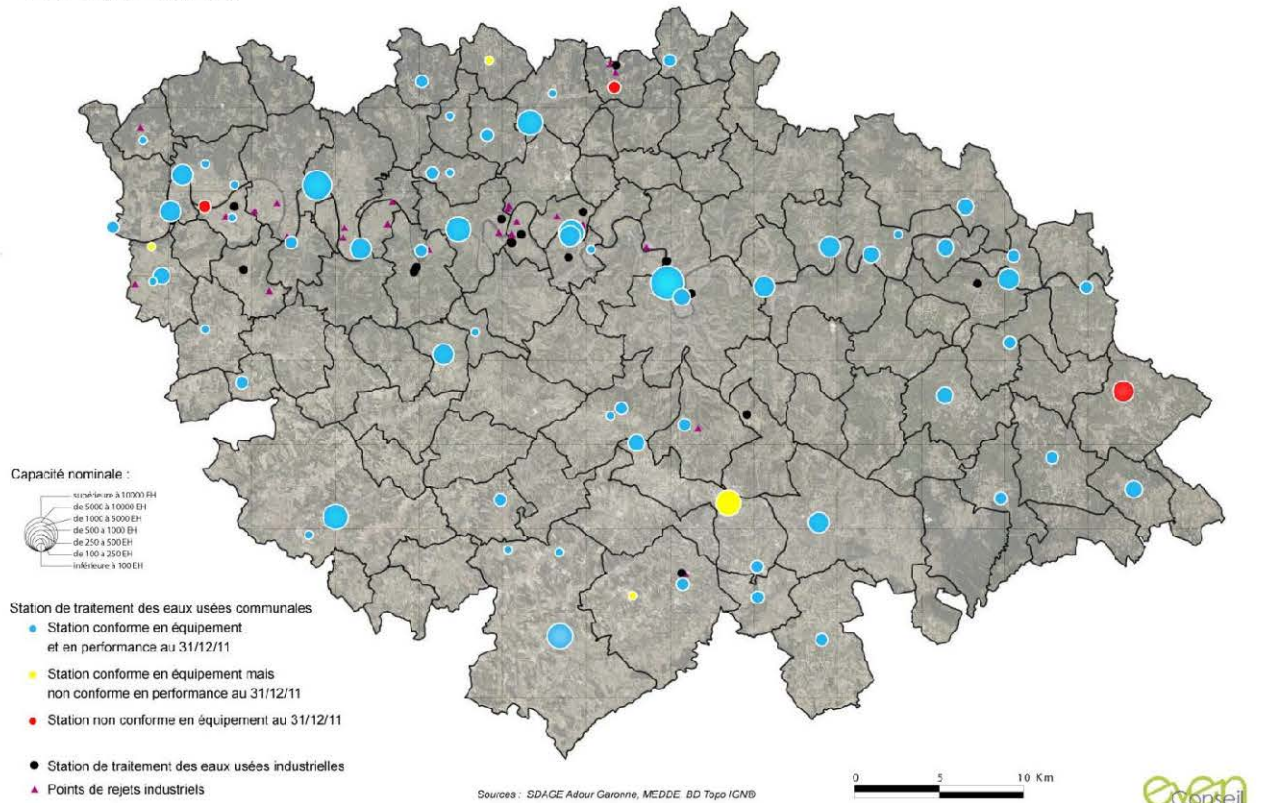 Capacité nominale :
supérieure à 10000 EH
de 5000 à 10000 EH
de 1000 à 5000 EH
de 500 à 1000 EH
de 250 à 500 EH
de 100 à 250 EH
inférieure à 100 EH
Station de traitement des eaux usées communales
Station conforme en équipement
et en performance au 31/12/11
Station conforme en équipement mais
non conforme en performance au 31/12/11
Station non conforme en équipement au 31/12/11
Station de traitement des eaux usées industrielles
Points de rejets industriels
Sources : SDAGE Adour Garonne, MEDDE, BD Topo IGN®
0 5 10 Km
even
Conseil